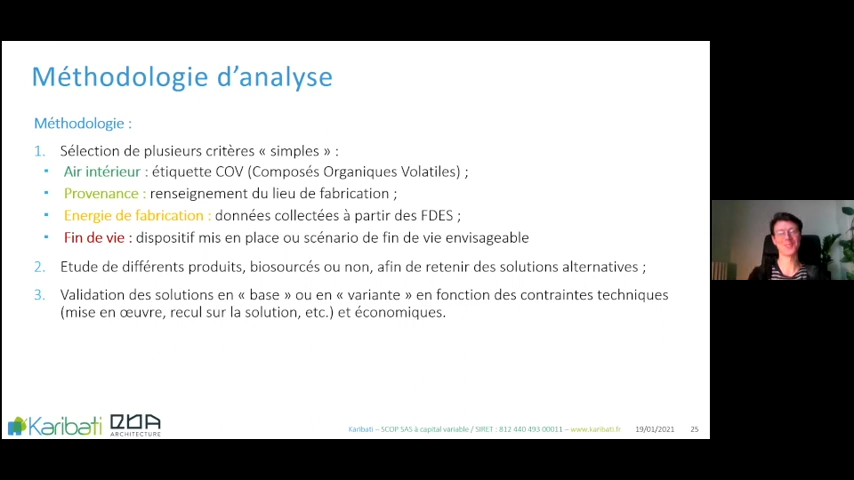 Méthodologie d’analyse
Méthodologie :
1. Sélection de plusieurs critères « simples » :
▪ Air intérieur : étiquette COV (Composés Organiques Volatiles) ;
▪ Provenance : renseignement du lieu de fabrication ;
▪ Energie de fabrication : données collectées à partir des FDES ;
▪ Fin de vie : dispositif mis en place ou scénario de fin de vie envisageable
2. Etude de différents produits, biosourcés ou non, afin de retenir des solutions alternatives ;
3. Validation des solutions en « base » ou en « variante » en fonction des contraintes techniques
(mise en œuvre, recul sur la solution, etc.) et économiques.
Karibati ARCHITECTURE
Karibati – SCOP SAS à capital variable / SIRET : 812 440 493 00011 – www.karibati.fr 19/01/2021 25